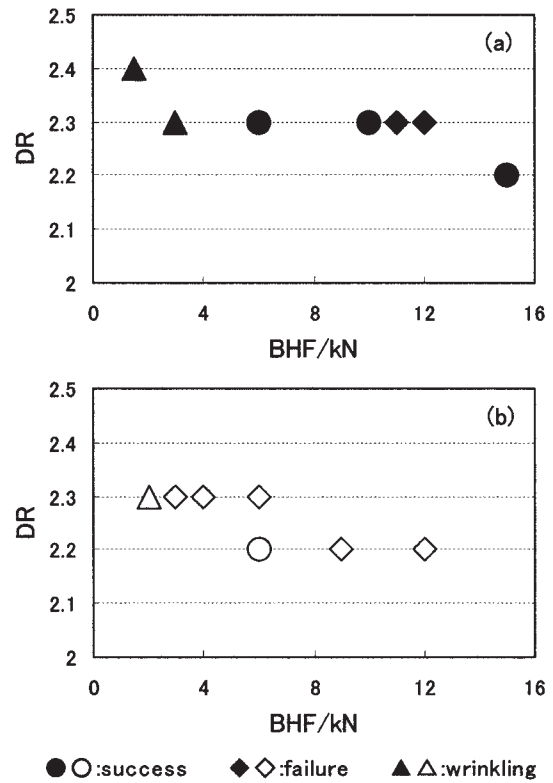 2.5
(a)
2.4
2.3
DR
2.2
2.1
2
0 4 8 12 16
BHF/kN
2.5
(b)
2.4
2.3
DR
2.2
2.1
2
0 4 8 12 16
BHF/kN
●○:success ◆◇:failure ▲△:wrinkling